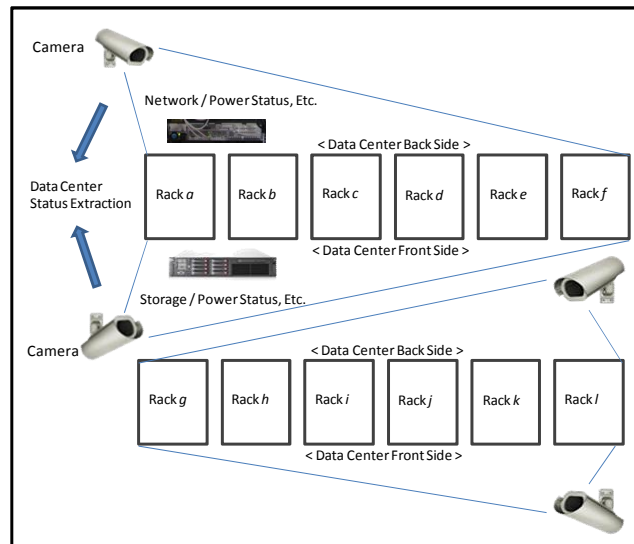 Camera
Network / Power Status, Etc.
< Data Center Back Side >
Data Center
Status Extraction
Rack a
Rack b
Rack c
Rack d
Rack e
Rack f
< Data Center Front Side >
Storage / Power Status, Etc.
Camera
< Data Center Back Side >
Rack g
Rack h
Rack i
Rack j
Rack k
Rack l
< Data Center Front Side >